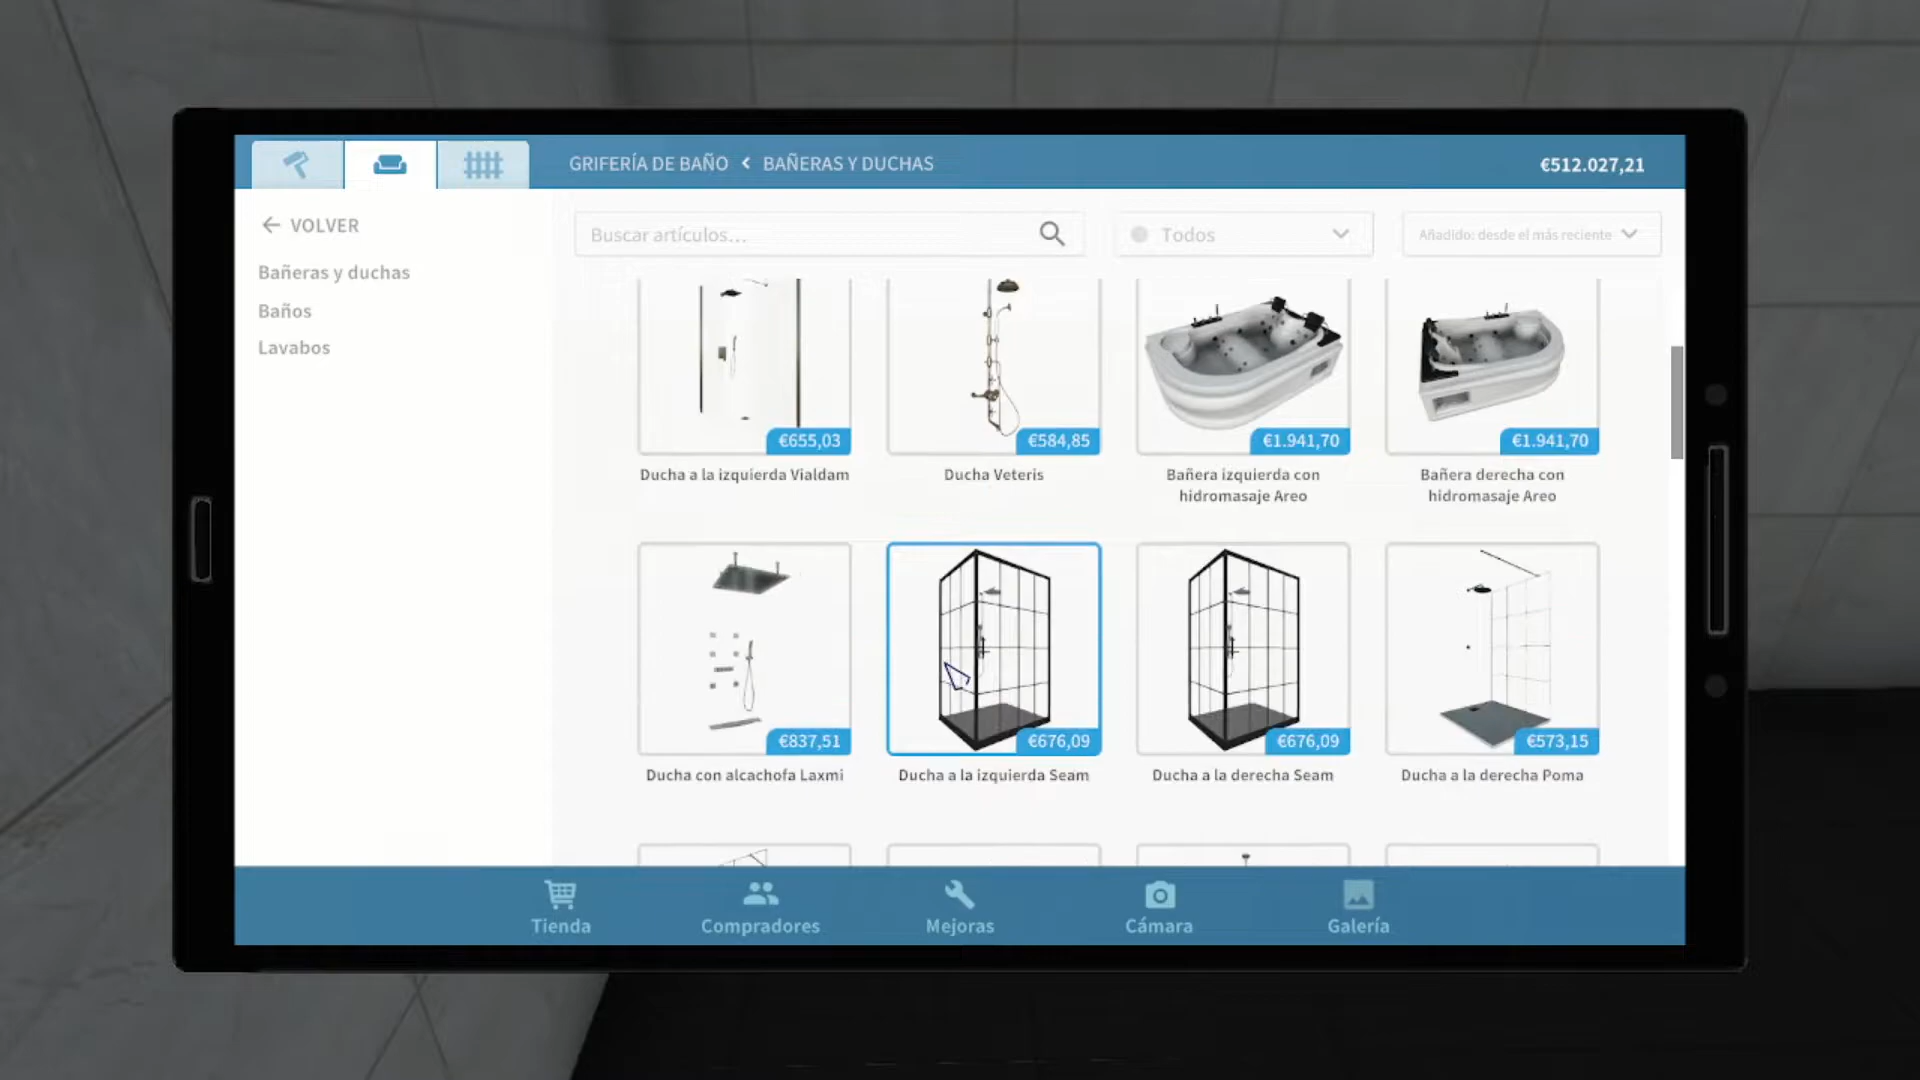 GRIFERÍA DE BAÑO < BAÑERAS Y DUCHAS
€512.027,21
VOLVER
Bañeras y duchas
Baños
Lavabos
Buscar artículos...
Todos
Añadido: desde el más reciente
€655,03
€584,85
€1.941,70
€1.941,70
Ducha a la izquierda Vialdam
Ducha Veteris
Bañera izquierda con
hidromasaje Areo
Bañera derecha con
hidromasaje Areo
€837,51
€676,09
€676,09
€573,15
Ducha con alcachofa Laxmi
Ducha a la izquierda Seam
Ducha a la derecha Seam
Ducha a la derecha Poma
Tienda
Compradores
Mejoras
Cámara
Galería